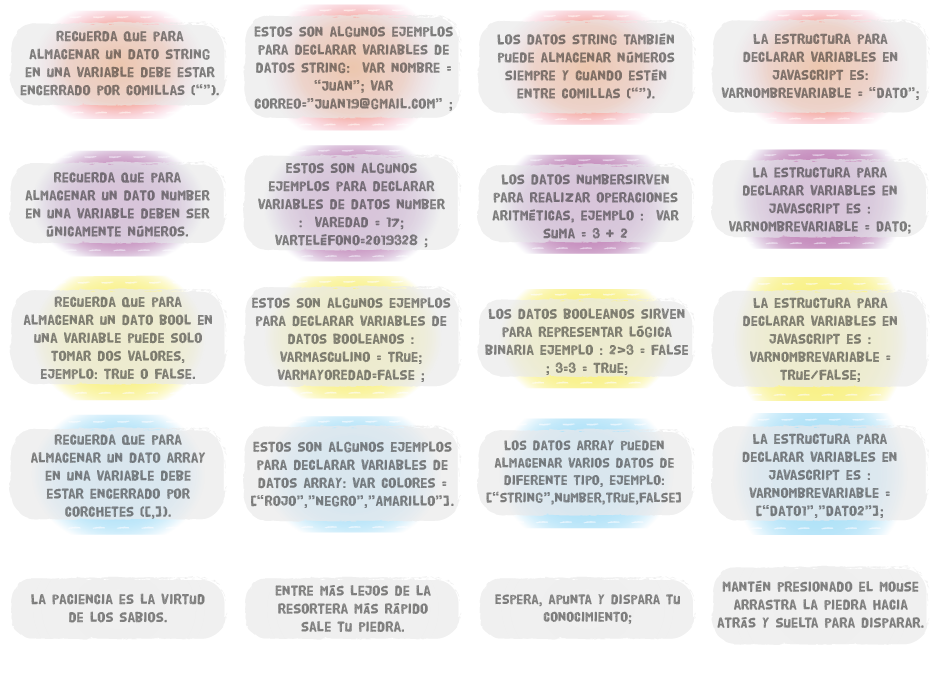 RECUERDA QUE PARA
ALMACENAR UN DATO STRING
EN UNA VARIABLE DEBE ESTAR
ENCERRADO POR COMILLAS (“”).
ESTOS SON ALGUNOS EJEMPLOS
PARA DECLARAR VARIABLES DE
DATOS STRING: VAR NOMBRE =
“JUAN”; VAR
CORREO=”JUAN19@GMAIL.COM” ;
LOS DATOS STRING TAMBIÉN
PUEDE ALMACENAR NÚMEROS
SIEMPRE Y CUANDO ESTÉN
ENTRE COMILLAS (“”).
LA ESTRUCTURA PARA
DECLARAR VARIABLES EN
JAVASCRIPT ES:
VARNOMBREVARIABLE = “DATO”;
RECUERDA QUE PARA
ALMACENAR UN DATO NUMBER
EN UNA VARIABLE DEBEN SER
ÚNICAMENTE NÚMEROS.
ESTOS SON ALGUNOS
EJEMPLOS PARA DECLARAR
VARIABLES DE DATOS NUMBER
: VAREDAD = 17;
VARTELÉFONO=2019328 ;
LOS DATOS NUMBERSIRVEN
PARA REALIZAR OPERACIONES
ARITMÉTICAS, EJEMPLO : VAR
SUMA = 3 + 2
LA ESTRUCTURA PARA
DECLARAR VARIABLES EN
JAVASCRIPT ES :
VARNOMBREVARIABLE = DATO;
RECUERDA QUE PARA
ALMACENAR UN DATO BOOL EN
UNA VARIABLE PUEDE SOLO
TOMAR DOS VALORES,
EJEMPLO: TRUE O FALSE.
ESTOS SON ALGUNOS EJEMPLOS
PARA DECLARAR VARIABLES DE
DATOS BOOLEANOS :
VARMASCULINO = TRUE;
VARMAYOREDAD=FALSE ;
LOS DATOS BOOLEANOS SIRVEN
PARA REPRESENTAR LÓGICA
BINARIA EJEMPLO : 2>3 = FALSE
; 3=3 = TRUE;
LA ESTRUCTURA PARA
DECLARAR VARIABLES EN
JAVASCRIPT ES :
VARNOMBREVARIABLE =
TRUE/FALSE;
RECUERDA QUE PARA
ALMACENAR UN DATO ARRAY
EN UNA VARIABLE DEBE
ESTAR ENCERRADO POR
CORCHETES ([,]).
ESTOS SON ALGUNOS EJEMPLOS
PARA DECLARAR VARIABLES DE
DATOS ARRAY: VAR COLORES =
[“ROJO”,”NEGRO”,”AMARILLO”].
LOS DATOS ARRAY PUEDEN
ALMACENAR VARIOS DATOS DE
DIFERENTE TIPO, EJEMPLO:
[“STRING”,NUMBER,TRUE,FALSE]
LA ESTRUCTURA PARA
DECLARAR VARIABLES EN
JAVASCRIPT ES :
VARNOMBREVARIABLE =
[“DATO1”,”DATO2”];
LA PACIENCIA ES LA VIRTUD
DE LOS SABIOS.
ENTRE MÁS LEJOS DE LA
RESORTERA MÁS RÁPIDO
SALE TU PIEDRA.
ESPERA, APUNTA Y DISPARA TU
CONOCIMIENTO;
MANTÉN PRESIONADO EL MOUSE
ARRASTRA LA PIEDRA HACIA
ATRÁS Y SUELTA PARA DISPARAR.